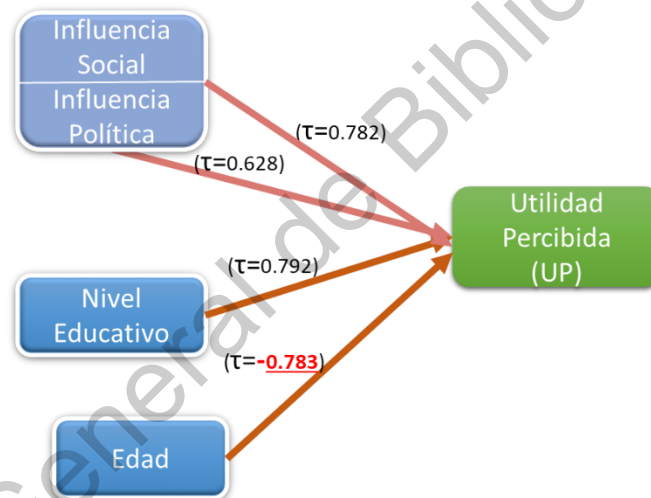 Influencia
Social
Influencia
Política
(τ=0.782)
(τ=0.628)
Utilidad
Percibida
(UP)
(τ=0.792)
Nivel
Educativo
(τ=-0.783)
Edad
General de Biblio